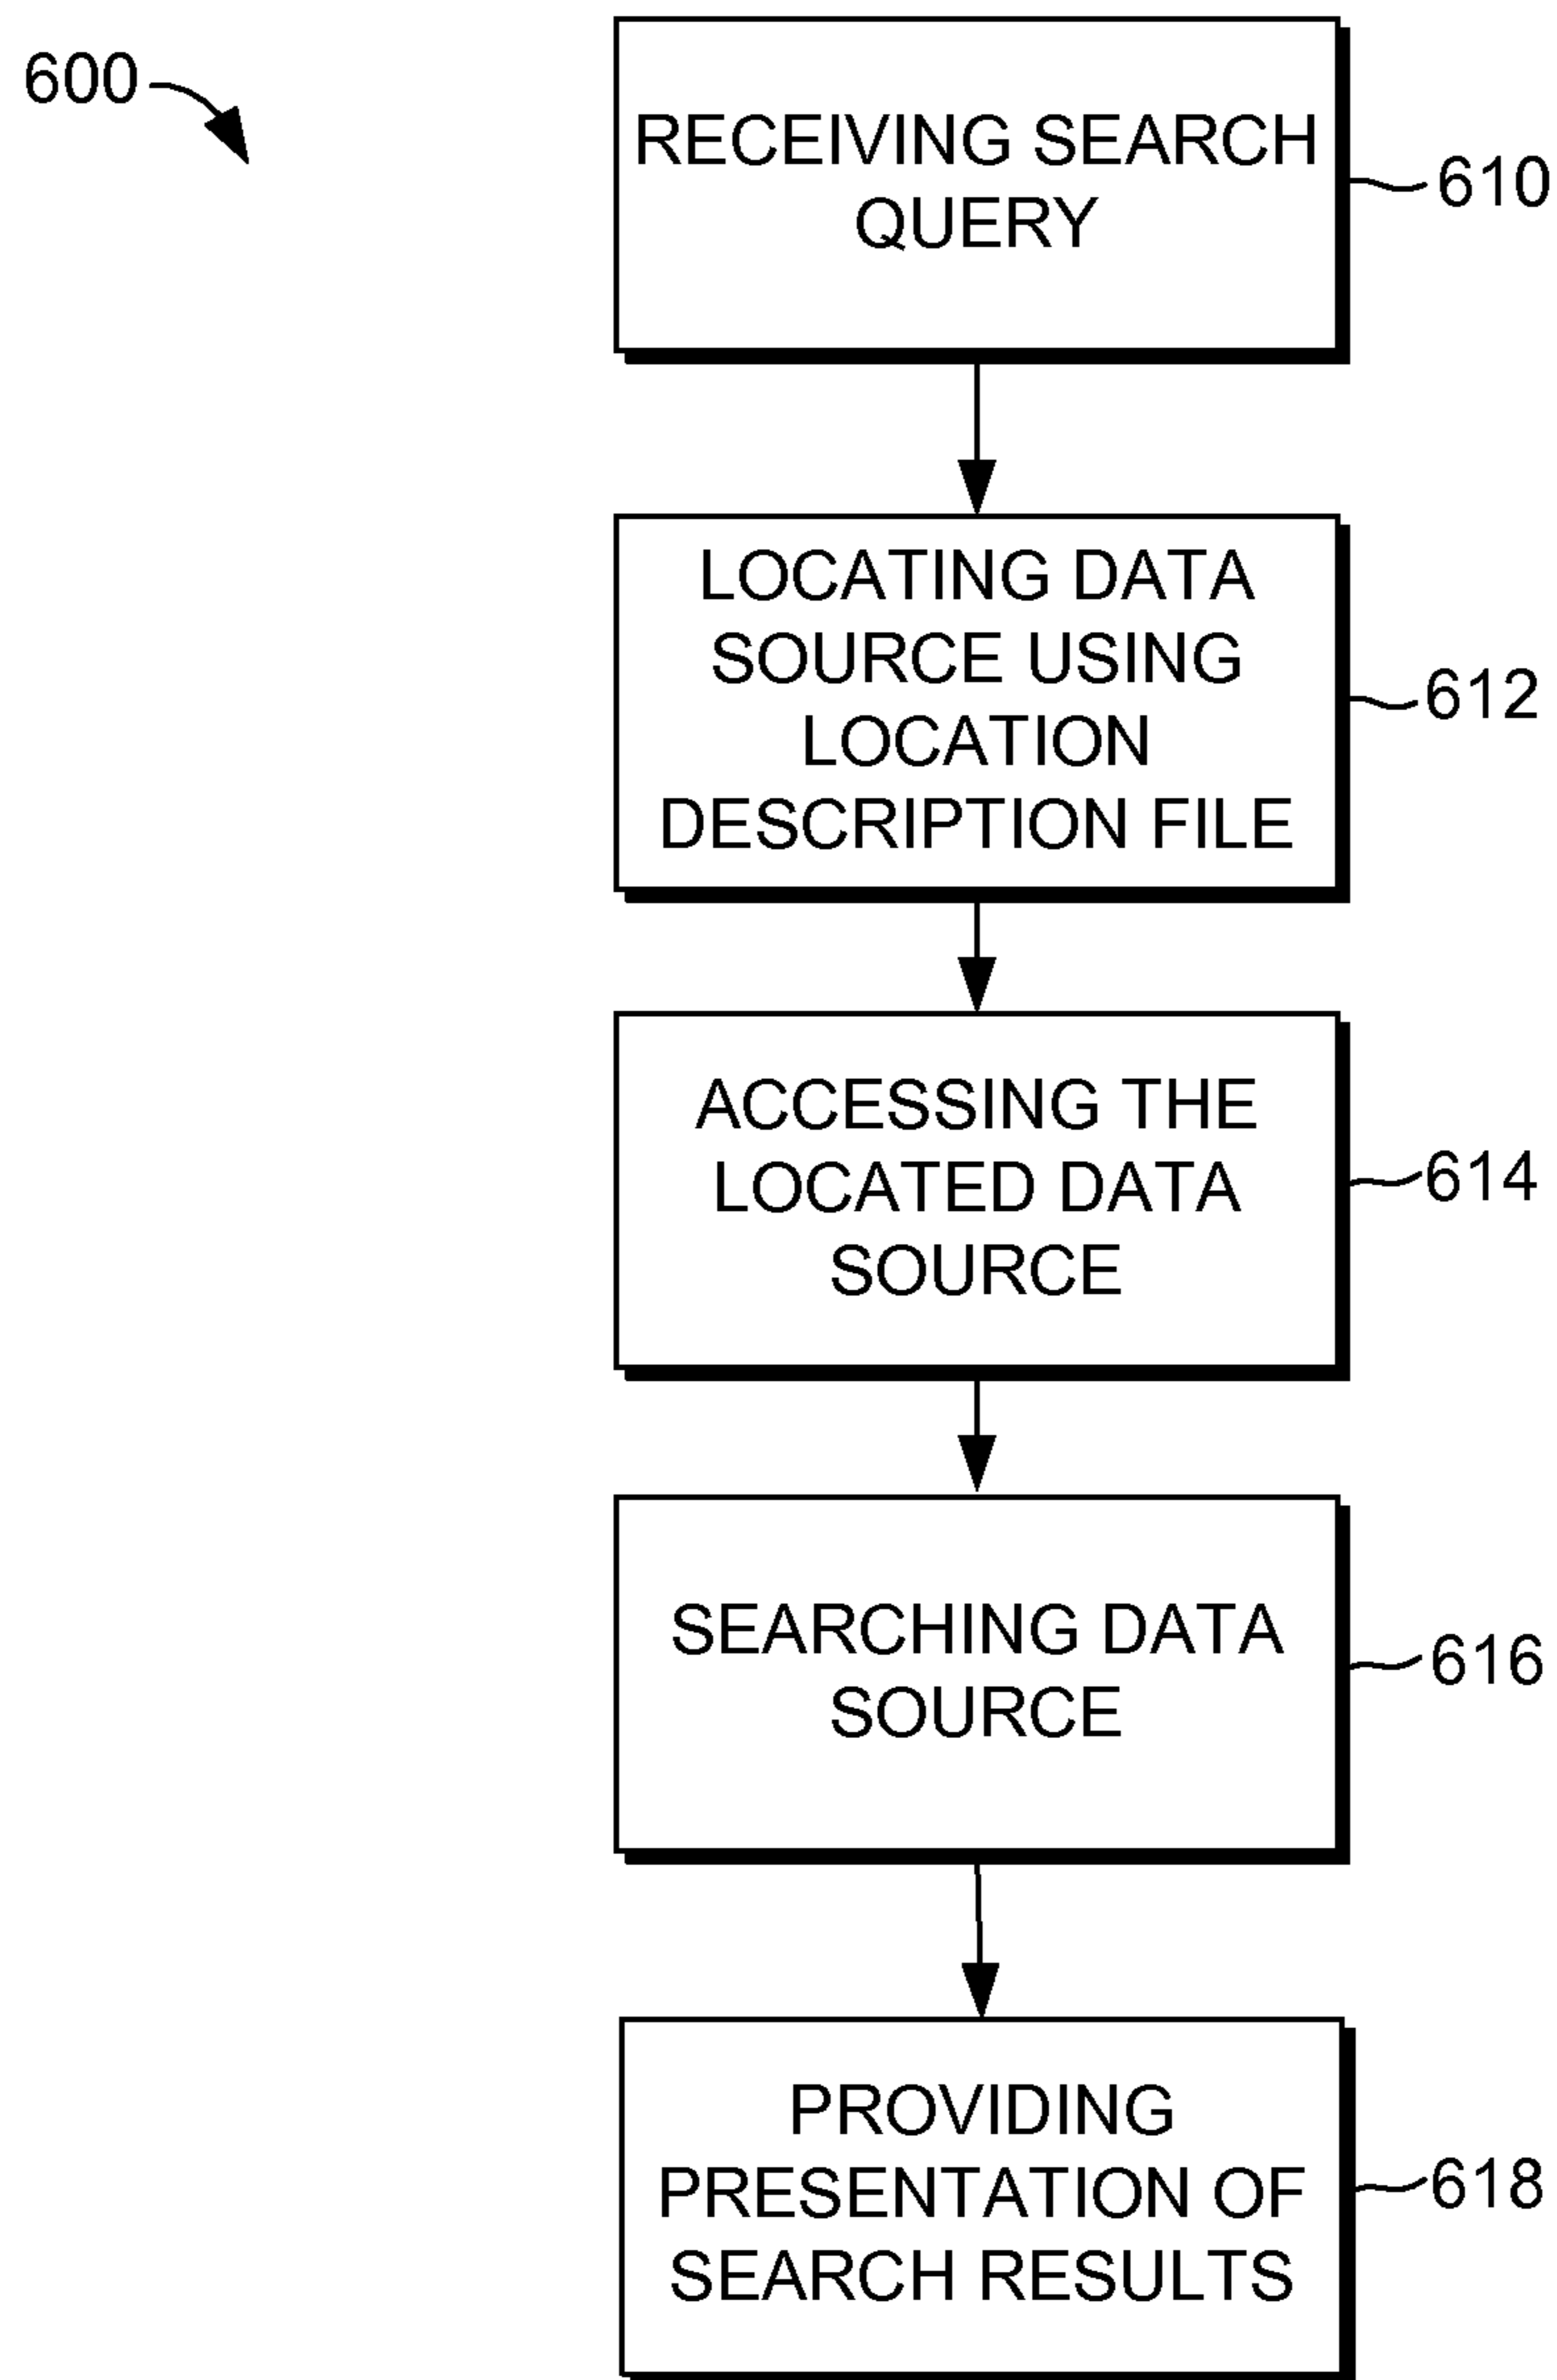 600
RECEIVING SEARCH
QUERY
610
LOCATING DATA
SOURCE USING
LOCATION
DESCRIPTION FILE
612
ACCESSING THE
LOCATED DATA
SOURCE
614
SEARCHING DATA
SOURCE
616
PROVIDING
PRESENTATION OF
SEARCH RESULTS
618